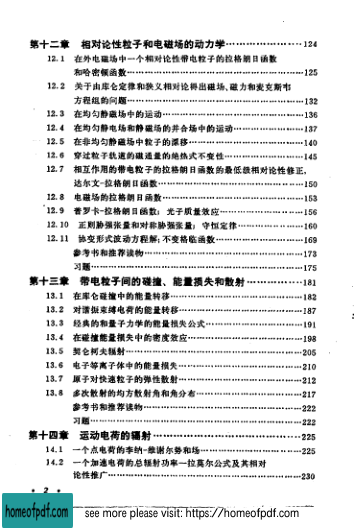 第十二章 相对论性粒子和电磁场的动力学……………………124
12.1 在外电磁场中一个相对论性带电粒子的拉格朗日函数
和哈密顿函数……………………………………125
12.2 关于由库仑定律和狭义相对论得出磁场、磁力和麦克斯韦
方程组的问题……………………………………132
12.3 在均匀静磁场中的运动……………………………136
12.4 在均匀静电场和静磁场的并合场中的运动……………137
12.5 在非均匀静磁场中粒子的漂移……………………140
12.6 穿过粒子轨道的磁通量的绝热式不变性………………145
12.7 相互作用的带电粒子的拉格朗日函数的最低级相对论性修正,
达尔文-拉格朗日函数……………………………150
12.8 电磁场的拉格朗日函数……………………………153
12.9 普罗卡-拉格朗日函数; 光子质量效应………………156
12.10 正则胁强张量和对称胁强张量; 守恒定律……………160
12.11 协变形式波动方程解; 不变格临函数………………169
参考书和推荐读物…………………………………173
习题………………………………………………175
第十三章 带电粒子间的碰撞、能量损失和散射………………181
13.1 在库仑碰撞中的能量转移…………………………182
13.2 对谐振束缚电荷的能量转移………………………187
13.3 经典的和量子力学的能量损失公式…………………191
13.4 在碰撞能量损失中的密度效应……………………198
13.5 契仑柯夫辐射……………………………………205
13.6 电子等离子体中的能量损失………………………210
13.7 原子对快速粒子的弹性散射………………………212
13.8 多次散射的均方散射角和角分布……………………217
参考书和推荐读物…………………………………222
习题………………………………………………222
第十四章 运动电荷的辐射…………………………………225
14.1 一个点电荷的李纳-维谢尔势和场…………………225
14.2 一个加速电荷的总辐射功率—拉莫尔公式及其相对
论性推广…………………………………………230
• 2 •
homeofpdf.com see more please visit: https://homeofpdf.com